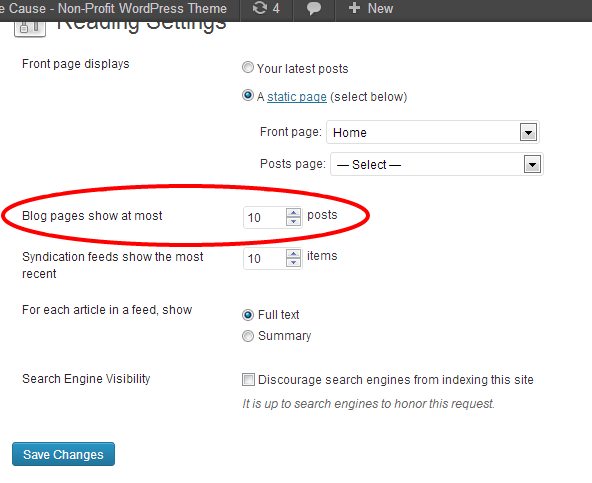 e Cause - Non-Profit WordPress Theme 4 New
Reading Settings
Front page displays
Your latest posts
A static page (select below)
Front page: Home
Posts page: — Select —
Blog pages show at most 10 posts
Syndication feeds show the most recent 10 items
For each article in a feed, show
Full text
Summary
Search Engine Visibility
Discourage search engines from indexing this site
It is up to search engines to honor this request.
Save Changes